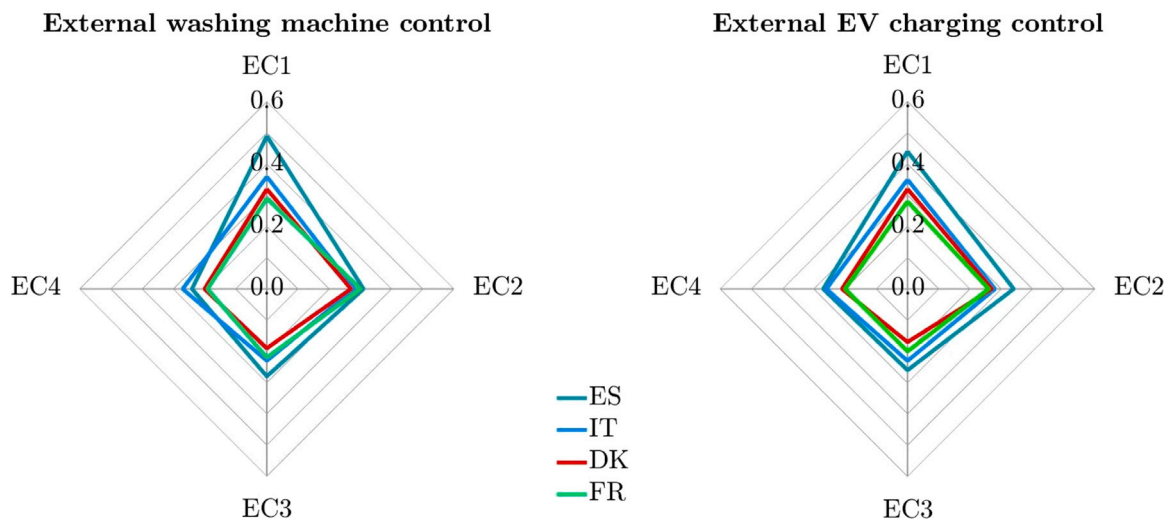 External washing machine control
EC1
0.6
0.4
0.2
EC4
0.0
EC2
EC3
External EV charging control
EC1
0.6
0.4
0.2
EC4
0.0
EC2
EC3
ES
IT
DK
FR